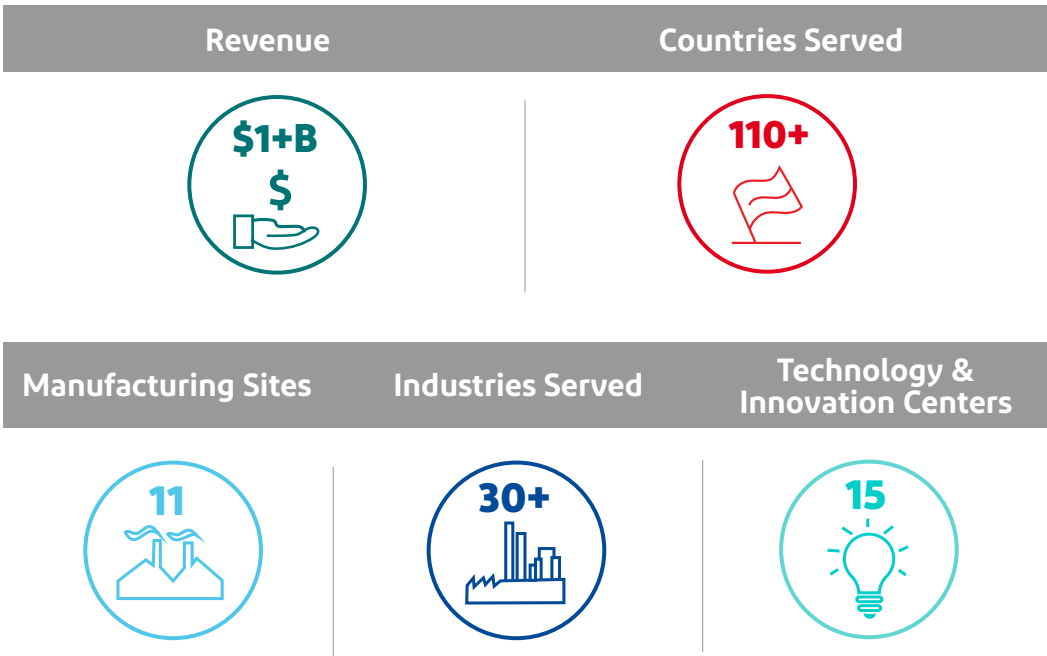 Revenue
Countries Served
$1+B
$
110+
Manufacturing Sites
Industries Served
Technology &
Innovation Centers
11
30+
15